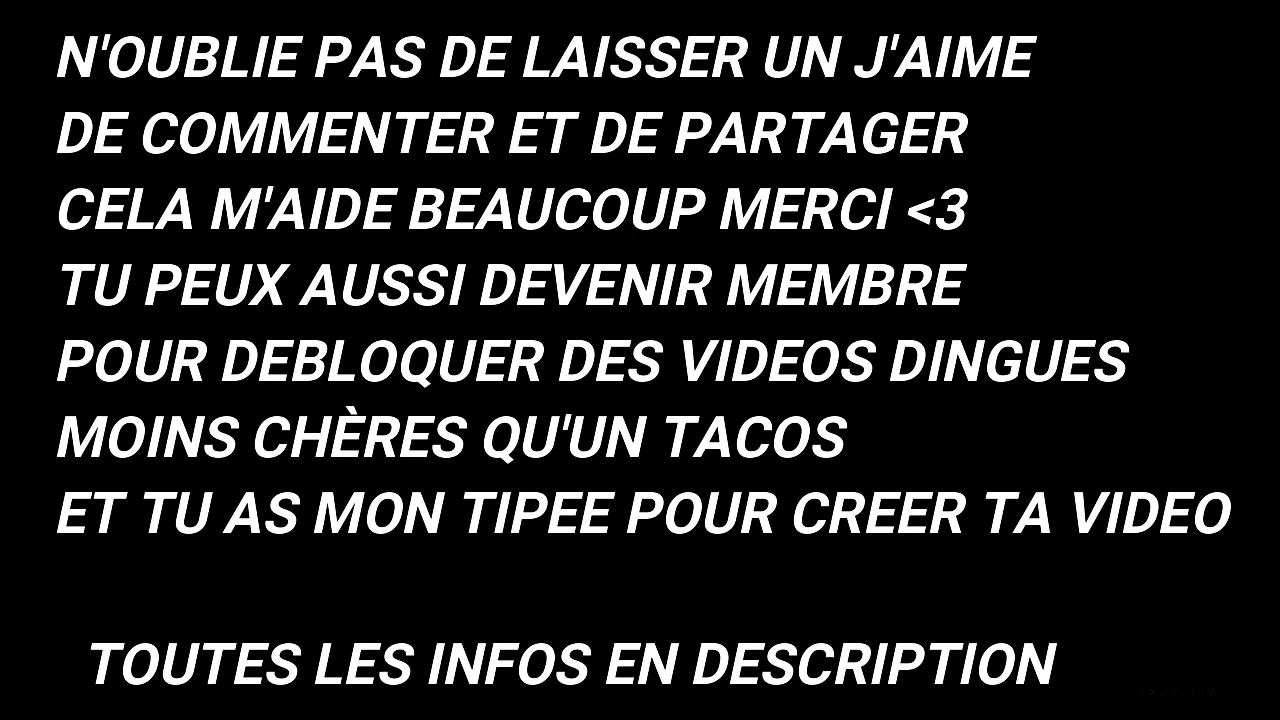 N'OUBLIE PAS DE LAISSER UN J'AIME
DE COMMENTER ET DE PARTAGER
CELA M'AIDE BEAUCOUP MERCI <3
TU PEUX AUSSI DEVENIR MEMBRE
POUR DEBLOQUER DES VIDEOS DINGUES
MOINS CHÈRES QU'UN TACOS
ET TU AS MON TIPEE POUR CREER TA VIDEO
TOUTES LES INFOS EN DESCRIPTION